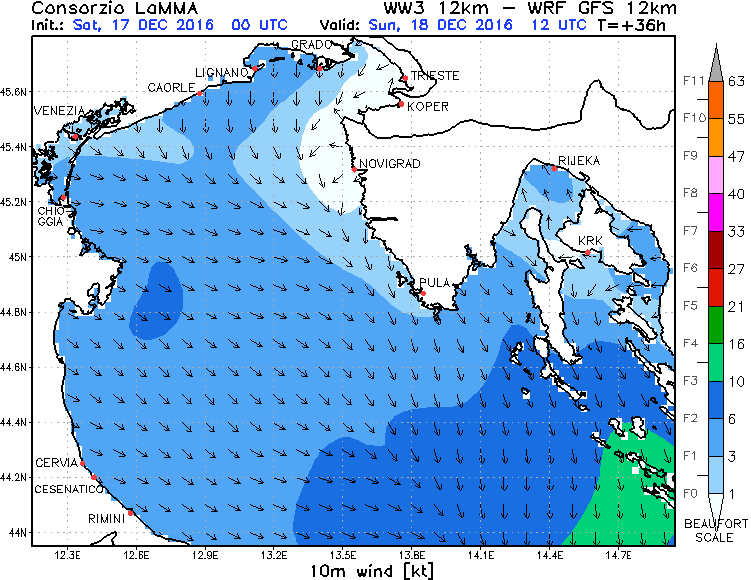 Consorzio LaMMA WW3 12km – WRF GFS 12km
Init.: Sat, 17 DEC 2016 00 UTC Valid: Sun, 18 DEC 2016 12 UTC T=+36h
GRADO
LIGNANO
TRIESTE
CAORLE
KOPER
VENEZIA
NOVIGRAD
RIJEKA
CHIO-
GGIA
KRK
PULA
CERVIA
CESENATICO
RIMINI
45.6N
45.4N
45.2N
45N
44.8N
44.6N
44.4N
44.2N
44N
12.3E 12.6E 12.9E 13.2E 13.5E 13.8E 14.1E 14.4E 14.7E
10m wind [kt]
F11 63
F10 55
F9 47
F8 40
F7 33
F6 27
F5 21
F4 16
F3 10
F2 6
F1 3
F0 1
BEAUFORT
SCALE